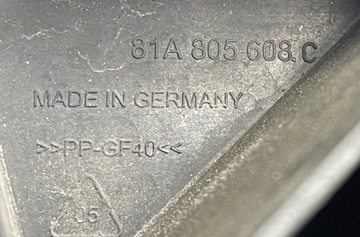 81A 805 608 C
MADE IN GERMANY
>>PP-GF40<<
05